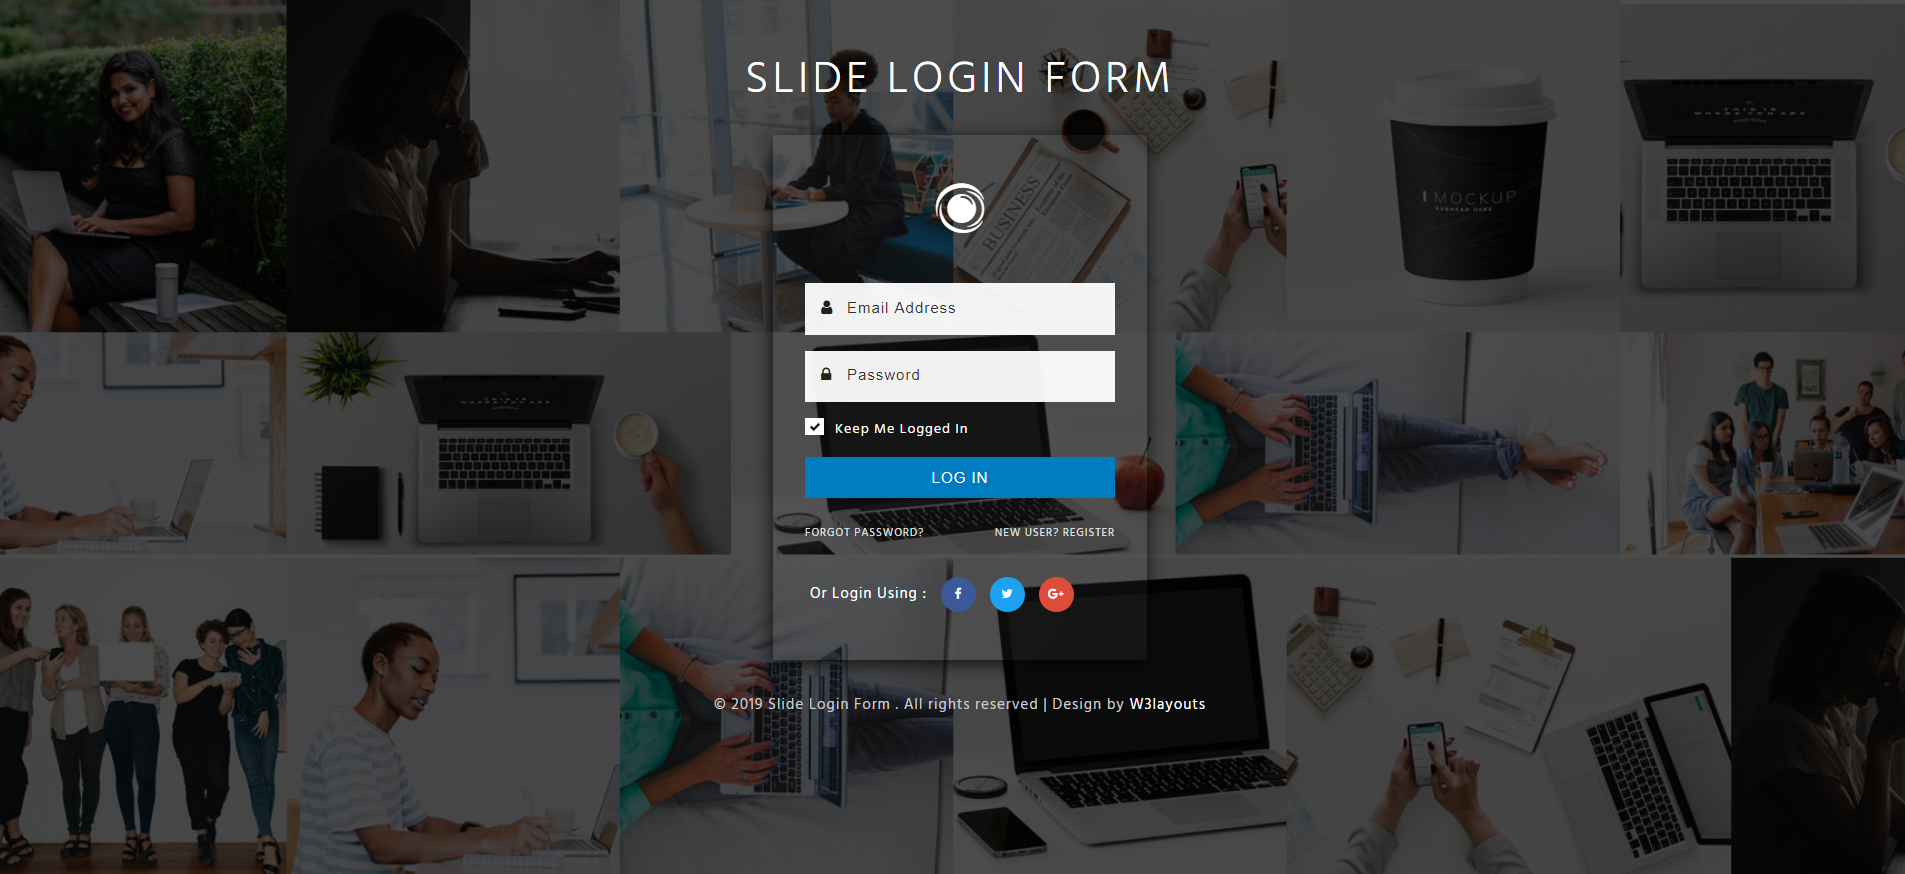 SLIDE LOGIN FORM
BUSINESS
MOCKUP
Email Address
Password
Keep Me Logged In
LOG IN
FORGOT PASSWORD? NEW USER? REGISTER
Or Login Using :
© 2019 Slide Login Form . All rights reserved | Design by W3layouts